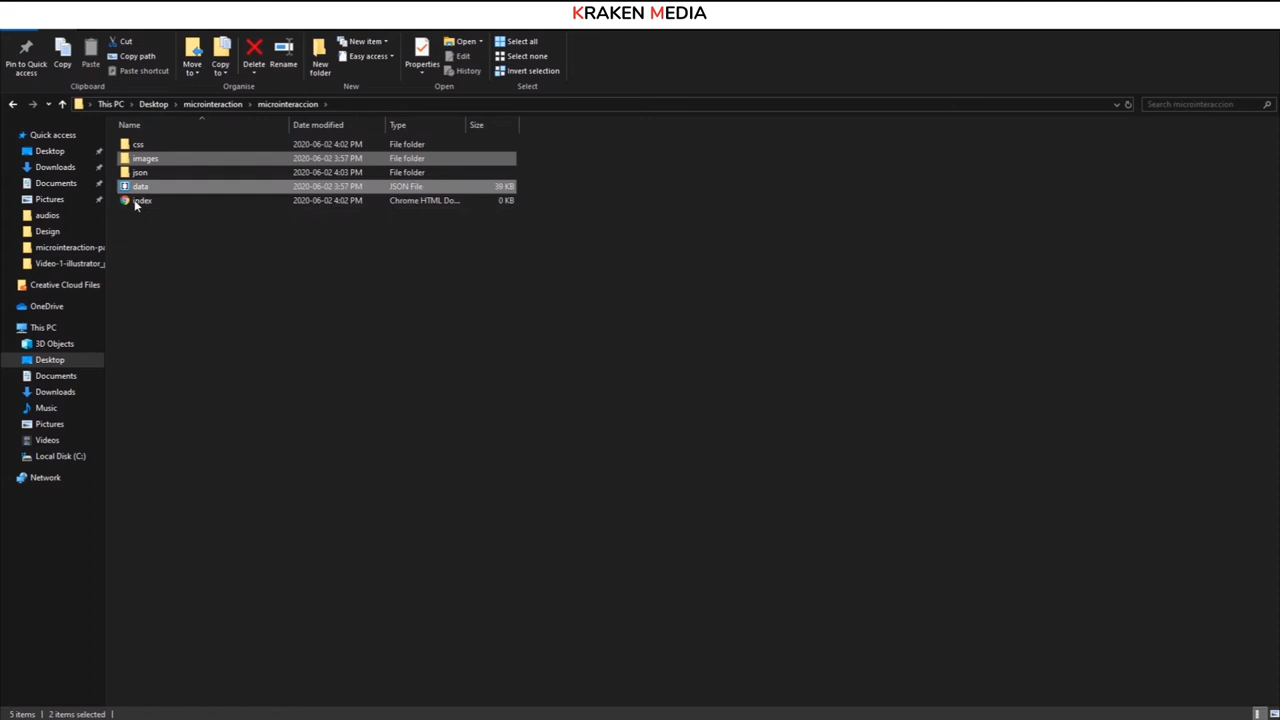 KRAKEN MEDIA
Pin to Quick access
Copy
Paste
Cut
Copy path
Paste shortcut
Clipboard
Move to
Copy to
Delete
Rename
Organise
New folder
New item
Easy access
New
Properties
Open
Edit
History
Open
Select all
Select none
Invert selection
Select
This PC > Desktop > microinteraction > microinteraccion >
Search microinteraccion
Name Date modified Type Size
css 2020-06-02 4:02 PM File folder
images 2020-06-02 3:57 PM File folder
json 2020-06-02 4:03 PM File folder
data 2020-06-02 3:57 PM JSON File 39 KB
index 2020-06-02 4:02 PM Chrome HTML Do... 0 KB
Quick access
Desktop
Downloads
Documents
Pictures
audios
Design
microinteraction-pa
Video-1-illustrator_
Creative Cloud Files
OneDrive
This PC
3D Objects
Desktop
Documents
Downloads
Music
Pictures
Videos
Local Disk (C:)
Network
5 items 2 items selected